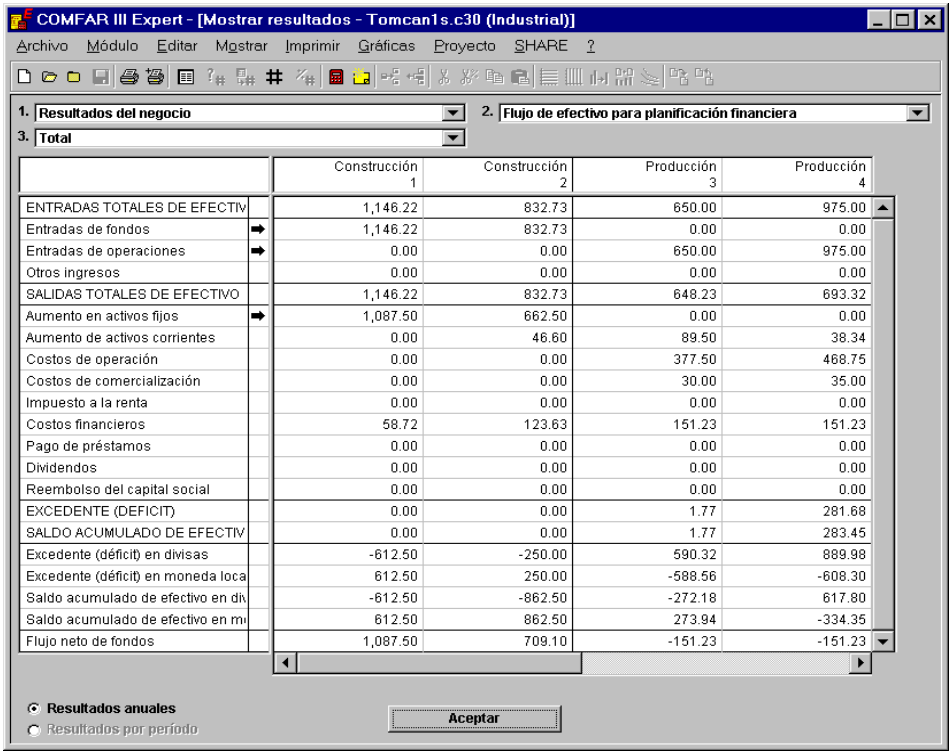 COMFAR III Expert - [Mostrar resultados - Tomcan1s.c30 (Industrial)]
Archivo Módulo Editar Mostrar Imprimir Gráficas Proyecto SHARE ?
1. Resultados del negocio 2. Flujo de efectivo para planificación financiera
3. Total
Construcción Construcción Producción Producción
1 2 3 4
ENTRADAS TOTALES DE EFECTIV 1,146.22 832.73 650.00 975.00
Entradas de fondos 1,146.22 832.73 0.00 0.00
Entradas de operaciones 0.00 0.00 650.00 975.00
Otros ingresos 0.00 0.00 0.00 0.00
SALIDAS TOTALES DE EFECTIVO 1,146.22 832.73 648.23 693.32
Aumento en activos fijos 1,087.50 662.50 0.00 0.00
Aumento de activos corrientes 0.00 46.60 89.50 38.34
Costos de operación 0.00 0.00 377.50 468.75
Costos de comercialización 0.00 0.00 30.00 35.00
Impuesto a la renta 0.00 0.00 0.00 0.00
Costos financieros 58.72 123.63 151.23 151.23
Pago de préstamos 0.00 0.00 0.00 0.00
Dividendos 0.00 0.00 0.00 0.00
Reembolso del capital social 0.00 0.00 0.00 0.00
EXCEDENTE (DEFICIT) 0.00 0.00 1.77 281.68
SALDO ACUMULADO DE EFECTIV 0.00 0.00 1.77 283.45
Excedente (déficit) en divisas -612.50 -250.00 590.32 889.98
Excedente (déficit) en moneda loca 612.50 250.00 -588.56 -608.30
Saldo acumulado de efectivo en div -612.50 -862.50 -272.18 617.80
Saldo acumulado de efectivo en m 612.50 862.50 273.94 -334.35
Flujo neto de fondos 1,087.50 709.10 -151.23 -151.23
Resultados anuales
Resultados por período
Aceptar